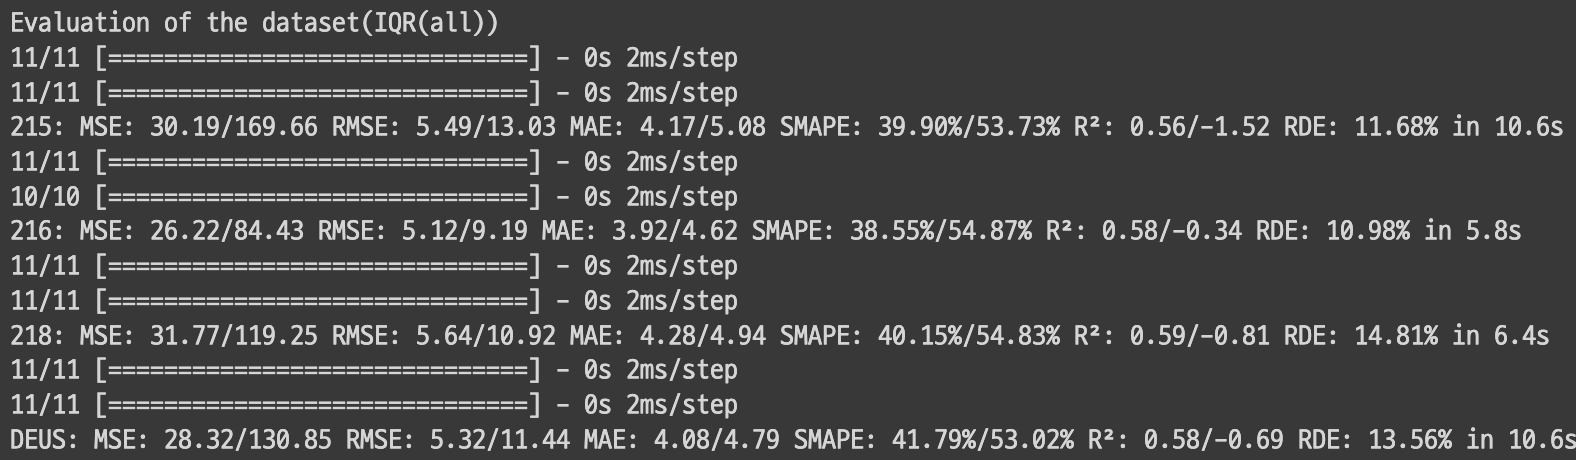 Evaluation of the dataset(IQR(all))
11/11 [==============================] - 0s 2ms/step
11/11 [==============================] - 0s 2ms/step
215: MSE: 30.19/169.66 RMSE: 5.49/13.03 MAE: 4.17/5.08 SMAPE: 39.90%/53.73% R²: 0.56/-1.52 RDE: 11.68% in 10.6s
11/11 [==============================] - 0s 2ms/step
10/10 [==============================] - 0s 2ms/step
216: MSE: 26.22/84.43 RMSE: 5.12/9.19 MAE: 3.92/4.62 SMAPE: 38.55%/54.87% R²: 0.58/-0.34 RDE: 10.98% in 5.8s
11/11 [==============================] - 0s 2ms/step
11/11 [==============================] - 0s 2ms/step
218: MSE: 31.77/119.25 RMSE: 5.64/10.92 MAE: 4.28/4.94 SMAPE: 40.15%/54.83% R²: 0.59/-0.81 RDE: 14.81% in 6.4s
11/11 [==============================] - 0s 2ms/step
11/11 [==============================] - 0s 2ms/step
DEUS: MSE: 28.32/130.85 RMSE: 5.32/11.44 MAE: 4.08/4.79 SMAPE: 41.79%/53.02% R²: 0.58/-0.69 RDE: 13.56% in 10.6s